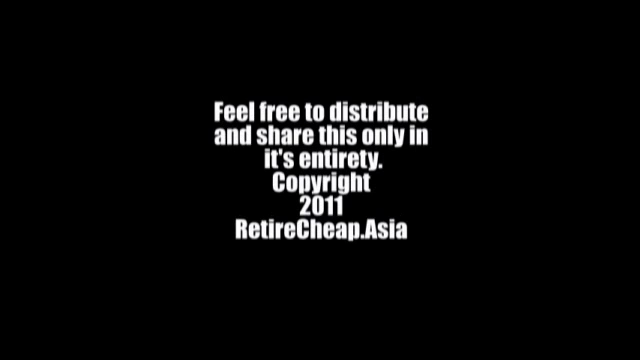 Feel free to distribute
and share this only in
it's entirety.
Copyright
2011
RetireCheap.Asia